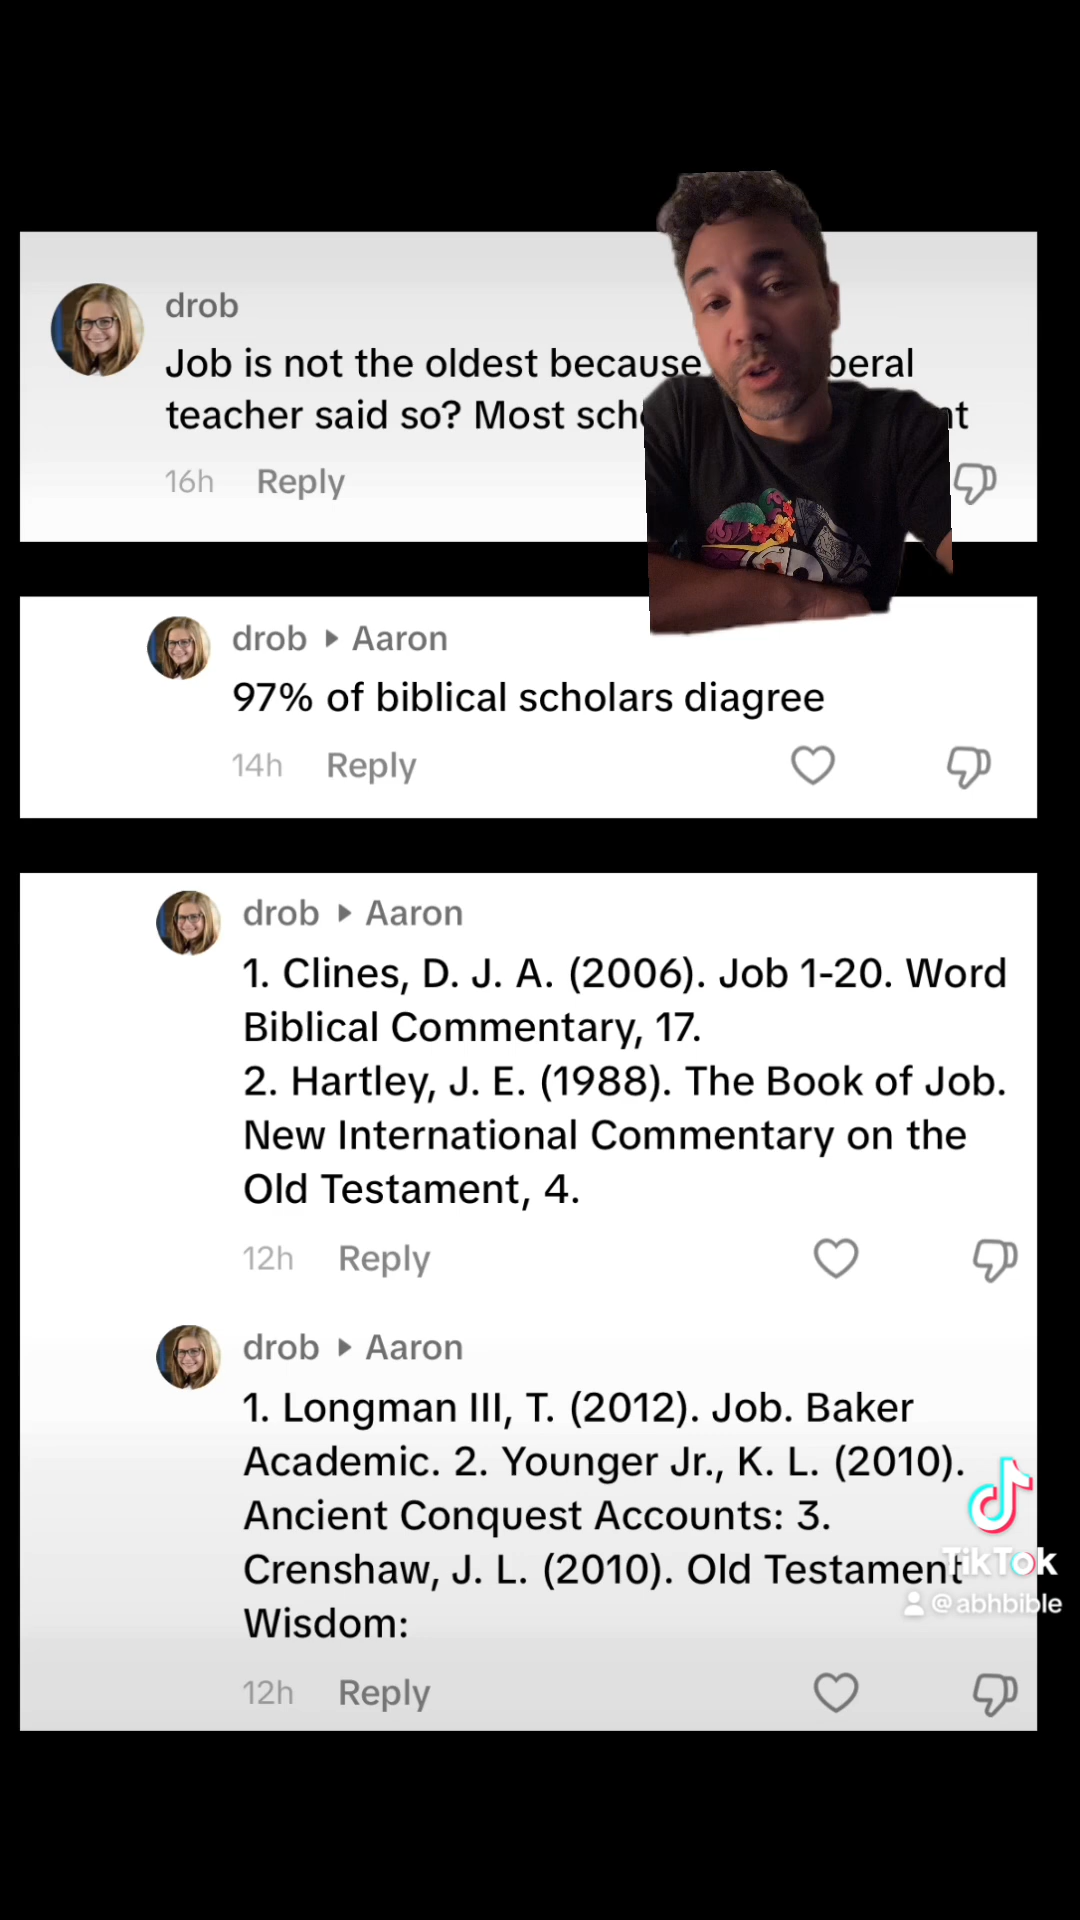 drob
Job is not the oldest because beral
teacher said so? Most sch nt
16h Reply
drob ▸ Aaron
97% of biblical scholars diagree
14h Reply
drob ▸ Aaron
1. Clines, D. J. A. (2006). Job 1-20. Word
Biblical Commentary, 17.
2. Hartley, J. E. (1988). The Book of Job.
New International Commentary on the
Old Testament, 4.
12h Reply
drob ▸ Aaron
1. Longman III, T. (2012). Job. Baker
Academic. 2. Younger Jr., K. L. (2010).
Ancient Conquest Accounts: 3.
Crenshaw, J. L. (2010). Old Testament
Wisdom:
12h Reply
TikTok
@abhbible